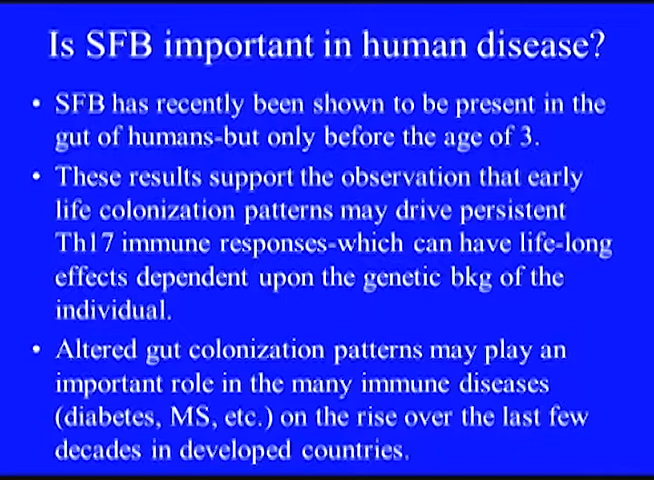 Is SFB important in human disease?
• SFB has recently been shown to be present in the
gut of humans-but only before the age of 3.
• These results support the observation that early
life colonization patterns may drive persistent
Th17 immune responses-which can have life-long
effects dependent upon the genetic bkg of the
individual.
• Altered gut colonization patterns may play an
important role in the many immune diseases
(diabetes, MS, etc.) on the rise over the last few
decades in developed countries.